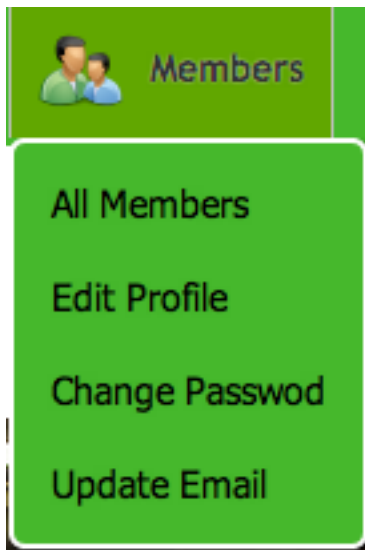 Members
All Members
Edit Profile
Change Passwod
Update Email